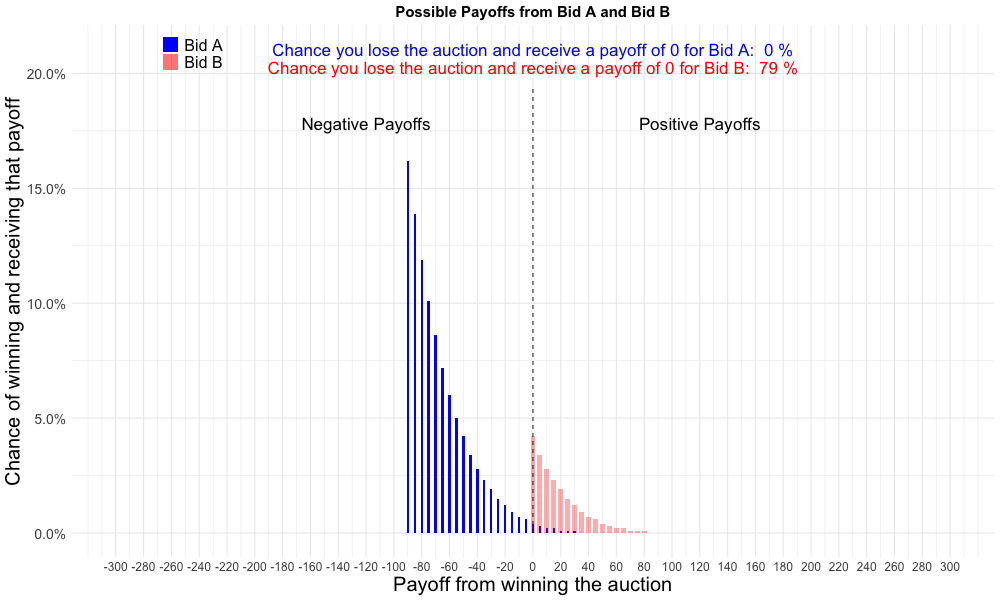 Possible Payoffs from Bid A and Bid B
Bid A
Bid B
Chance you lose the auction and receive a payoff of 0 for Bid A:  0 %
Chance you lose the auction and receive a payoff of 0 for Bid B:  79 %
Negative Payoffs
Positive Payoffs
Chance of winning and receiving that payoff
20.0%
15.0%
10.0%
5.0%
0.0%
-300 -280 -260 -240 -220 -200 -180 -160 -140 -120 -100 -80 -60 -40 -20 0 20 40 60 80 100 120 140 160 180 200 220 240 260 280 300
Payoff from winning the auction